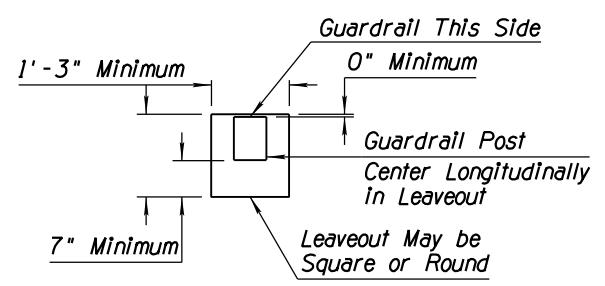 Guardrail This Side
1'-3" Minimum
0" Minimum
Guardrail Post
Center Longitudinally
in Leaveout
7" Minimum
Leaveout May be
Square or Round